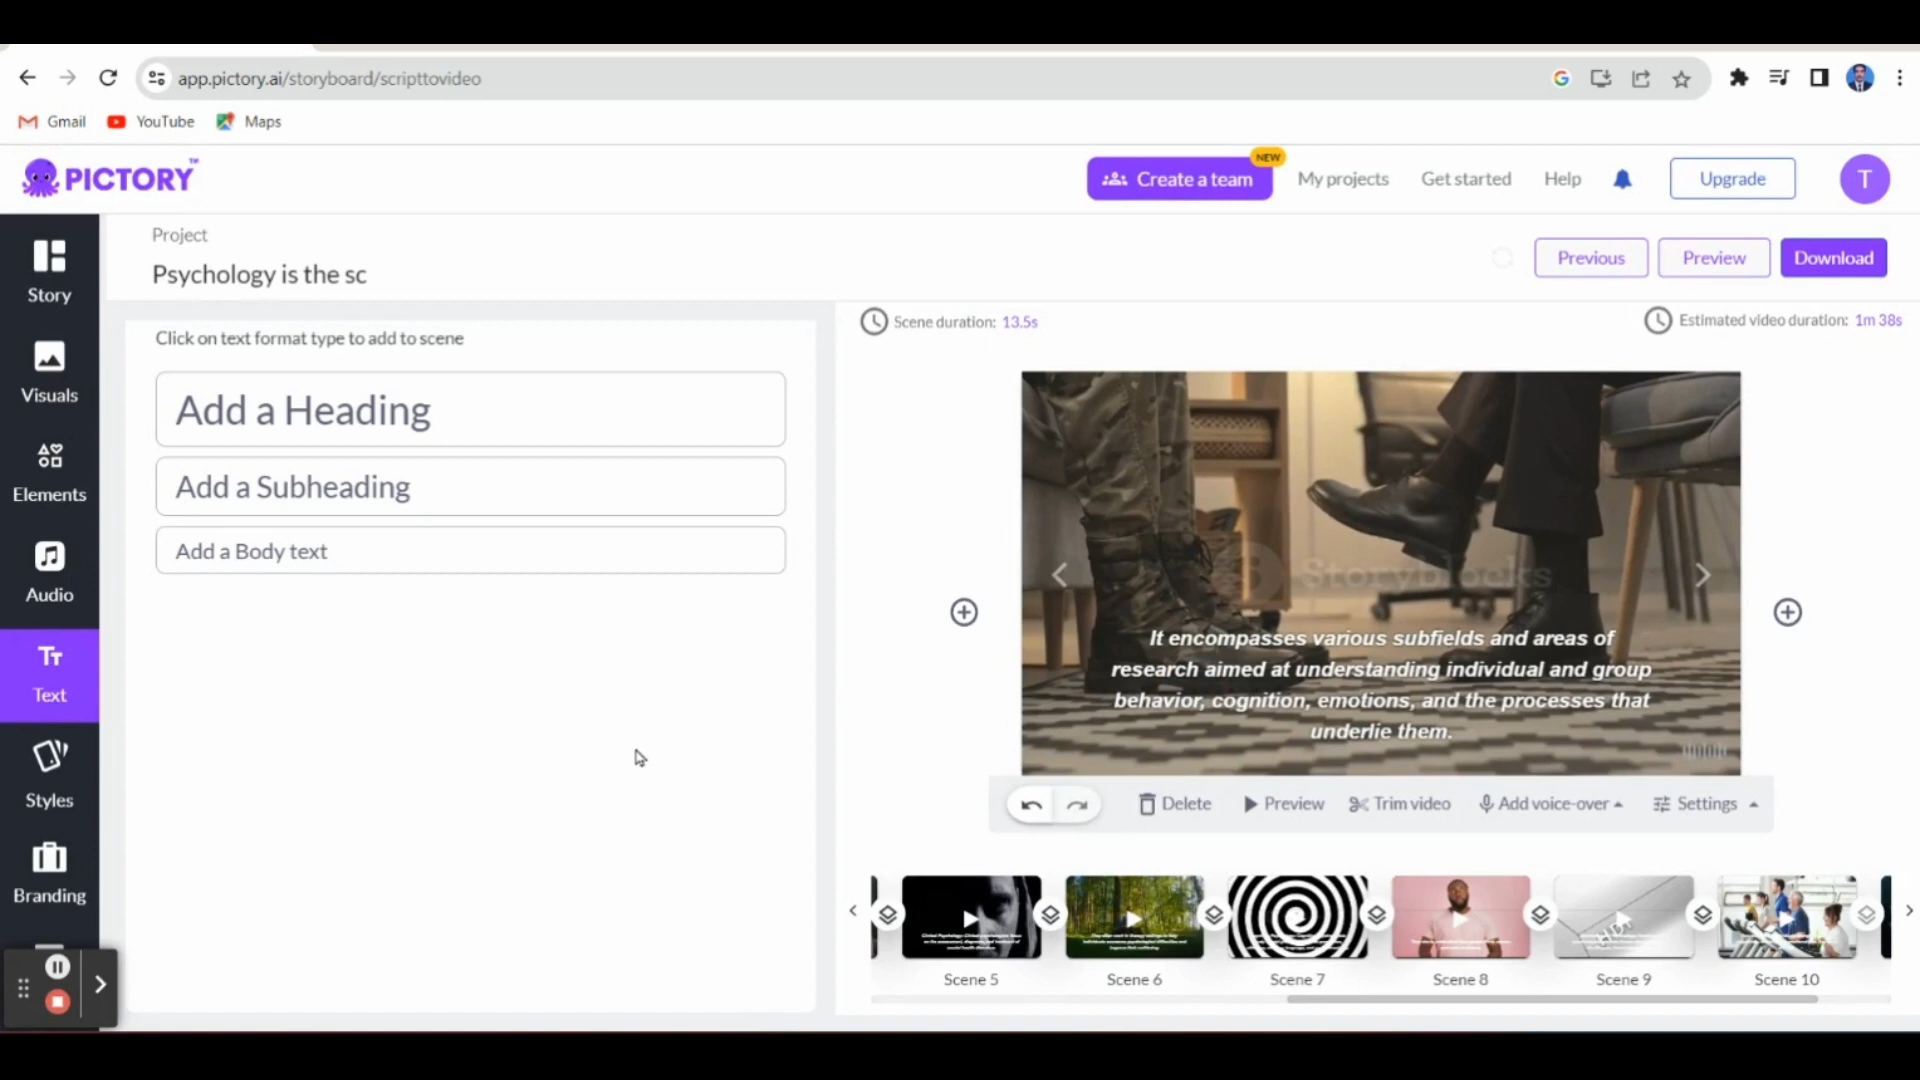 app.pictory.ai/storyboard/scripttovideo
Gmail
YouTube
Maps
PICTORY™
NEW
Create a team
My projects
Get started
Help
Upgrade
T
Project
Psychology is the sc
Previous
Preview
Download
Story
Visuals
Elements
Audio
Text
Styles
Branding
Click on text format type to add to scene
Add a Heading
Add a Subheading
Add a Body text
Scene duration: 13.5s
Estimated video duration: 1m 38s
Storyblocks
It encompasses various subfields and areas of
research aimed at understanding individual and group
behavior, cognition, emotions, and the processes that
underlie them.
Delete
Preview
Trim video
Add voice-over
Settings
Scene 5
Scene 6
Scene 7
Scene 8
Scene 9
Scene 10